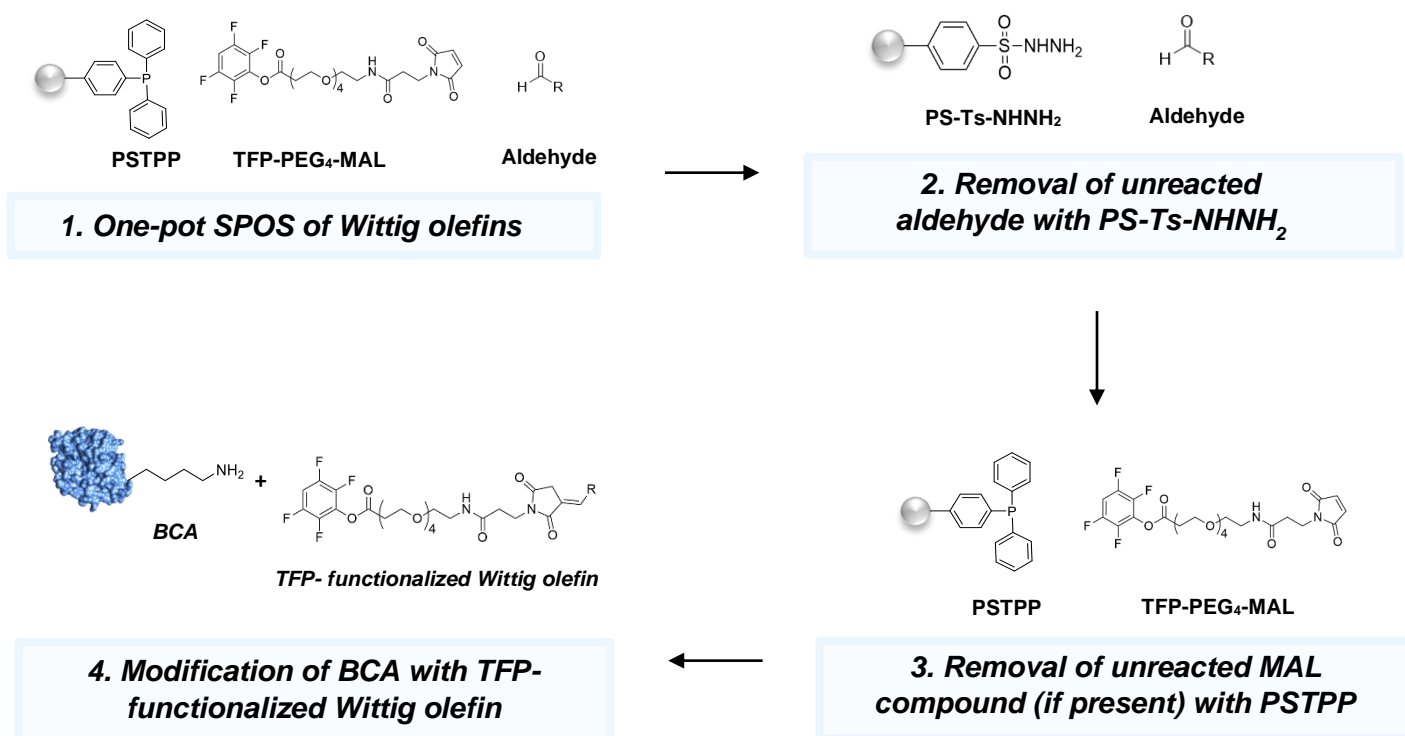 PSTPP
TFP-PEG4-MAL
Aldehyde
1. One-pot SPOS of Wittig olefins
PS-Ts-NHNH2
Aldehyde
2. Removal of unreacted
aldehyde with PS-Ts-NHNH2
PSTPP
TFP-PEG4-MAL
3. Removal of unreacted MAL
compound (if present) with PSTPP
NH2
+
BCA
TFP- functionalized Wittig olefin
4. Modification of BCA with TFP-
functionalized Wittig olefin